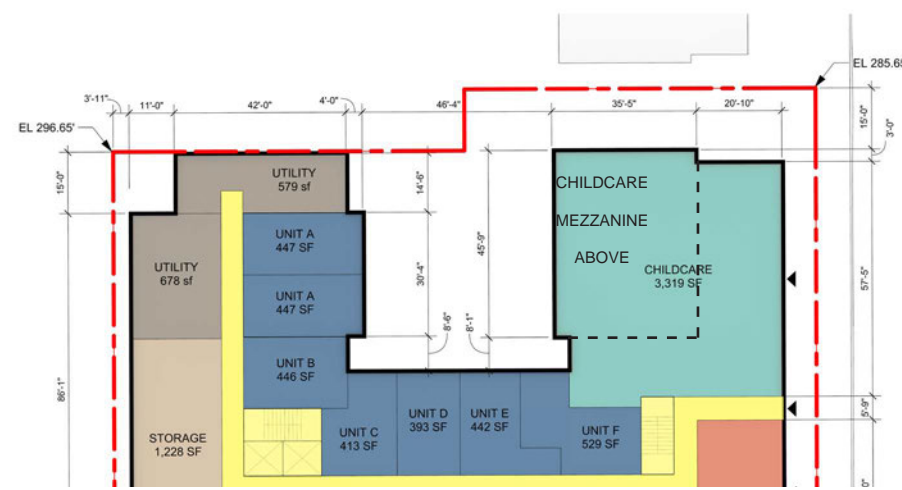 EL 285.65
3'-11"
11'-0"
42'-0"
4'-0"
46'-4"
35'-5"
20'-10"
EL 296.65'
15'-0"
3'-0"
15'-0"
UTILITY
579 sf
14'-6"
CHILDCARE
MEZZANINE
ABOVE
UNIT A
447 SF
45'-9"
UTILITY
678 sf
CHILDCARE
3,319 SF
30'-4"
57'-5"
UNIT A
447 SF
8'-6"
8'-1"
UNIT B
446 SF
86'-1"
UNIT C
413 SF
UNIT D
393 SF
UNIT E
442 SF
UNIT F
529 SF
5'-9"
STORAGE
1,228 SF